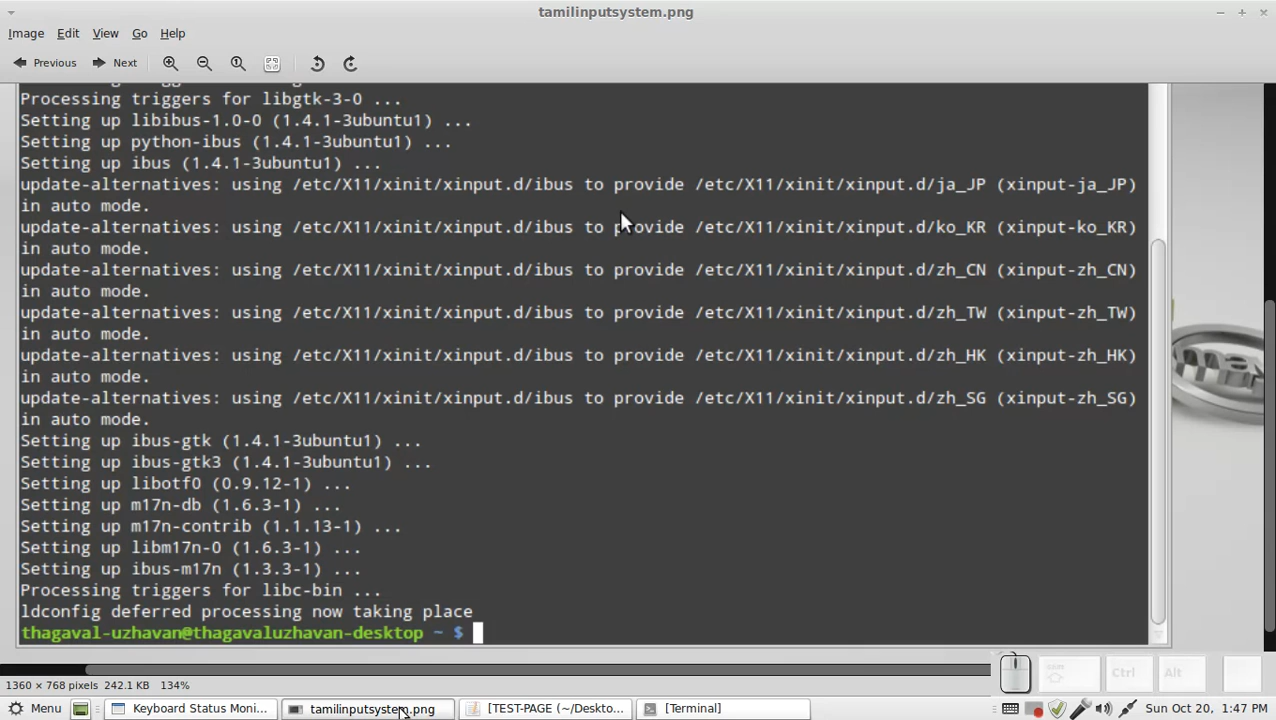 tamilinputsystem.png
Image Edit View Go Help
Previous Next
Processing triggers for libgtk-3-0 ...
Setting up libibus-1.0-0 (1.4.1-3ubuntu1) ...
Setting up python-ibus (1.4.1-3ubuntu1) ...
Setting up ibus (1.4.1-3ubuntu1) ...
update-alternatives: using /etc/X11/xinit/xinput.d/ibus to provide /etc/X11/xinit/xinput.d/ja_JP (xinput-ja_JP)
in auto mode.
update-alternatives: using /etc/X11/xinit/xinput.d/ibus to provide /etc/X11/xinit/xinput.d/ko_KR (xinput-ko_KR)
in auto mode.
update-alternatives: using /etc/X11/xinit/xinput.d/ibus to provide /etc/X11/xinit/xinput.d/zh_CN (xinput-zh_CN)
in auto mode.
update-alternatives: using /etc/X11/xinit/xinput.d/ibus to provide /etc/X11/xinit/xinput.d/zh_TW (xinput-zh_TW)
in auto mode.
update-alternatives: using /etc/X11/xinit/xinput.d/ibus to provide /etc/X11/xinit/xinput.d/zh_HK (xinput-zh_HK)
in auto mode.
update-alternatives: using /etc/X11/xinit/xinput.d/ibus to provide /etc/X11/xinit/xinput.d/zh_SG (xinput-zh_SG)
in auto mode.
Setting up ibus-gtk (1.4.1-3ubuntu1) ...
Setting up ibus-gtk3 (1.4.1-3ubuntu1) ...
Setting up libotf0 (0.9.12-1) ...
Setting up m17n-db (1.6.3-1) ...
Setting up m17n-contrib (1.1.13-1) ...
Setting up libm17n-0 (1.6.3-1) ...
Setting up ibus-m17n (1.3.3-1) ...
Processing triggers for libc-bin ...
ldconfig deferred processing now taking place
thagaval-uzhavan@thagavaluzhavan-desktop ~ $
Ctrl Alt
1360 × 768 pixels 242.1 KB 134%
Menu Keyboard Status Moni... tamilinputsystem.png [TEST-PAGE (~/Deskto... [Terminal] Sun Oct 20, 1:47 PM